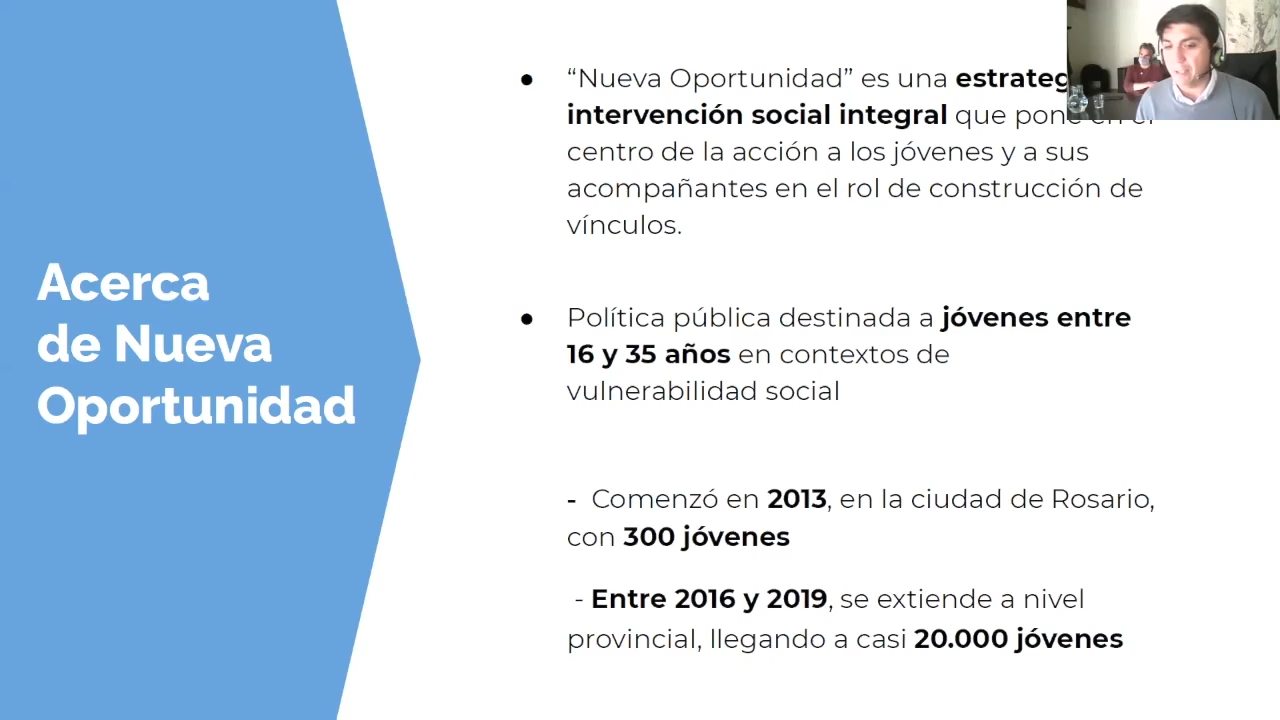 Acerca
de Nueva
Oportunidad
● “Nueva Oportunidad” es una
intervención social integral que pone en el
centro de la acción a los jóvenes y a sus
acompañantes en el rol de construcción de
vínculos.
● Política pública destinada a jóvenes entre
16 y 35 años en contextos de
vulnerabilidad social
- Comenzó en 2013, en la ciudad de Rosario,
con 300 jóvenes
- Entre 2016 y 2019, se extiende a nivel
provincial, llegando a casi 20.000 jóvenes